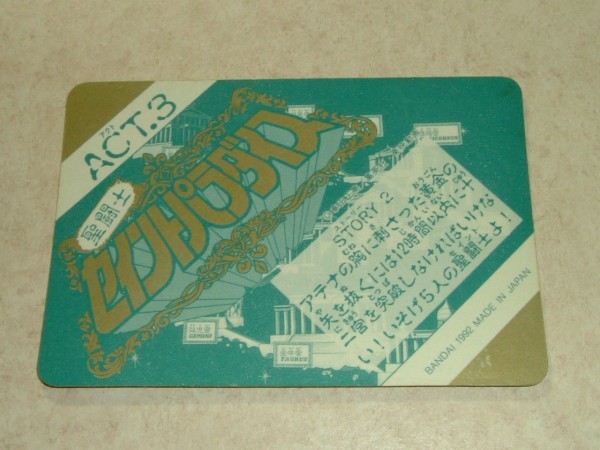 アクト
ACT.3
聖闘士
セイントパラダイス
STORY 2
アテナの胸に刺さった黄金の
矢を抜くには12時間以内に十
二宮を突破しなければいけな
い!いそげ5人の聖闘士よ!
GEMINI
TAURUS
BANDAI 1992 MADE IN JAPAN